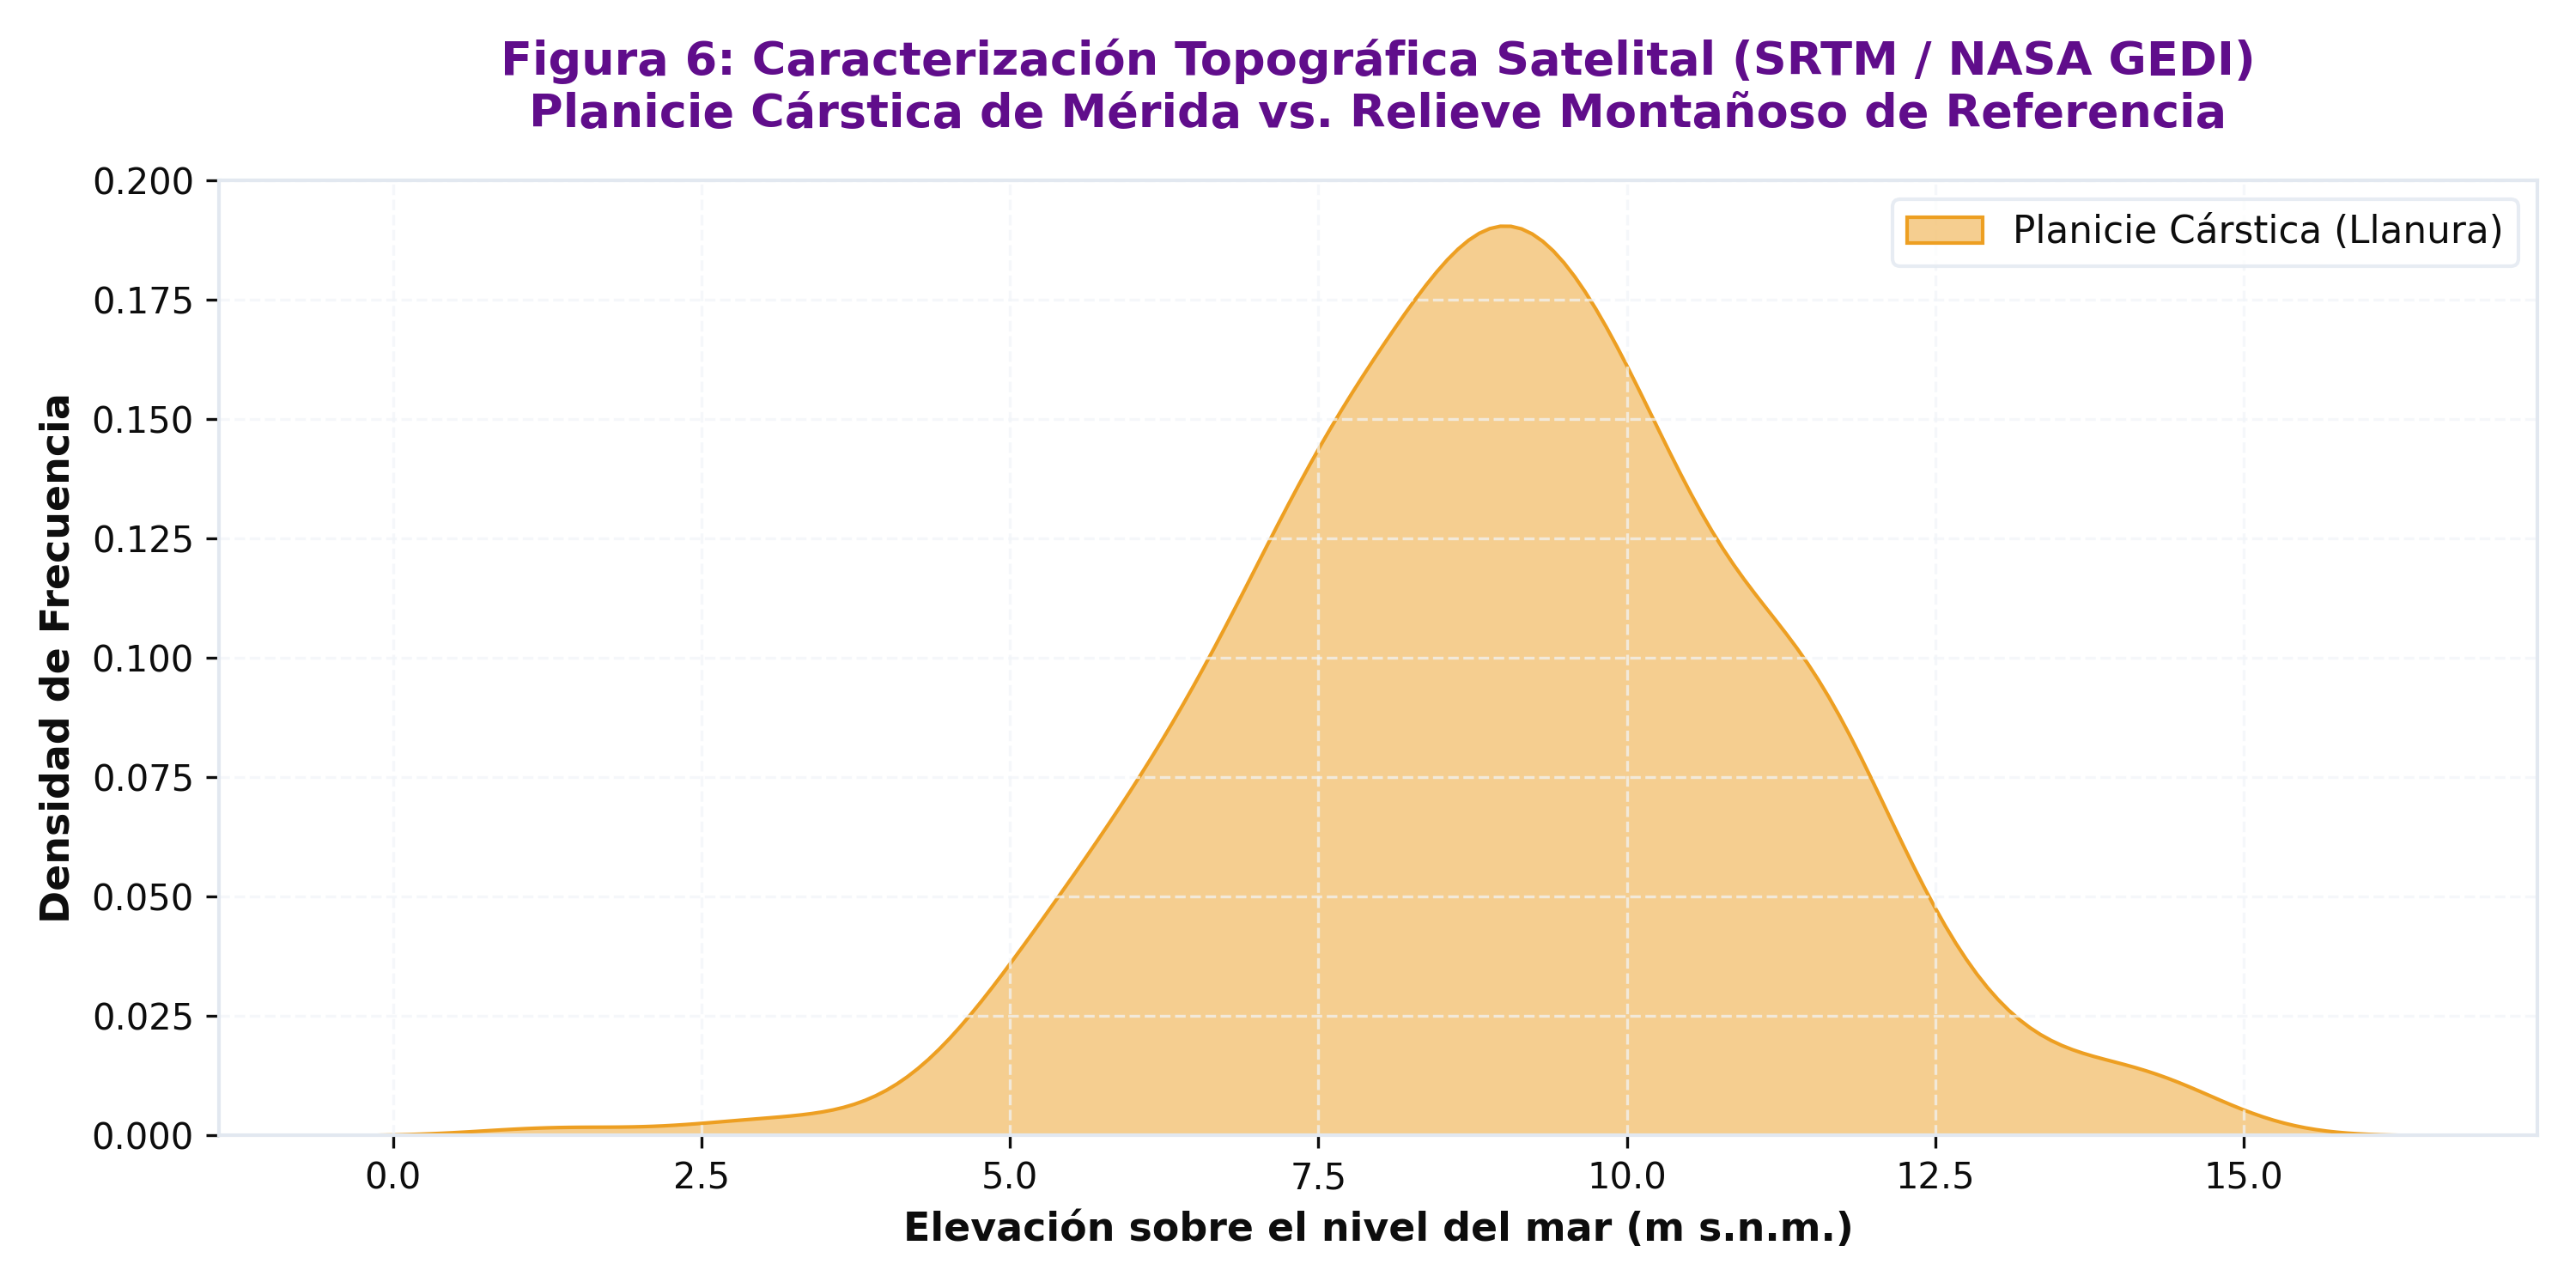 Figura 6: Caracterización Topográfica Satelital (SRTM / NASA GEDI)
Planicie Cárstica de Mérida vs. Relieve Montañoso de Referencia
Planicie Cárstica (Llanura)
Densidad de Frecuencia
0.200
0.175
0.150
0.125
0.100
0.075
0.050
0.025
0.000
0.0 2.5 5.0 7.5 10.0 12.5 15.0
Elevación sobre el nivel del mar (m s.n.m.)